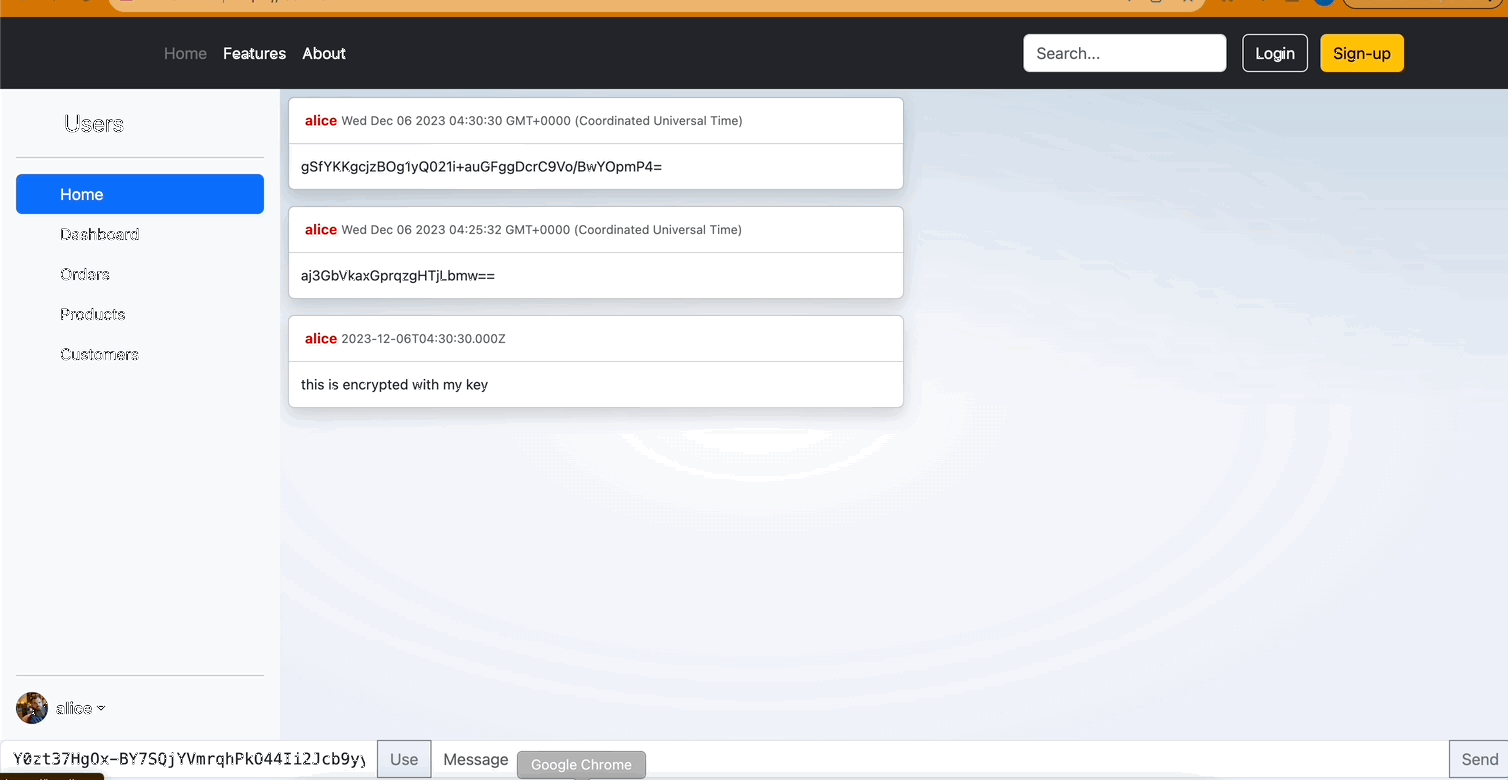 Home Features About Search... Login Sign-up
Users
Home
Dashboard
Orders
Products
Customers
alice Wed Dec 06 2023 04:30:30 GMT+0000 (Coordinated Universal Time)
gSfYKKgcjzBOg1yQ021i+auGFggDcrC9Vo/BwYOpmP4=
alice Wed Dec 06 2023 04:25:32 GMT+0000 (Coordinated Universal Time)
aj3GbVkaxGprqzgHTjLbmw==
alice 2023-12-06T04:30:30.000Z
this is encrypted with my key
alice
Y0zt37HgOx-BY7SQjYVmrqhPkO44Ii2Jcb9yy Use Message Google Chrome Send